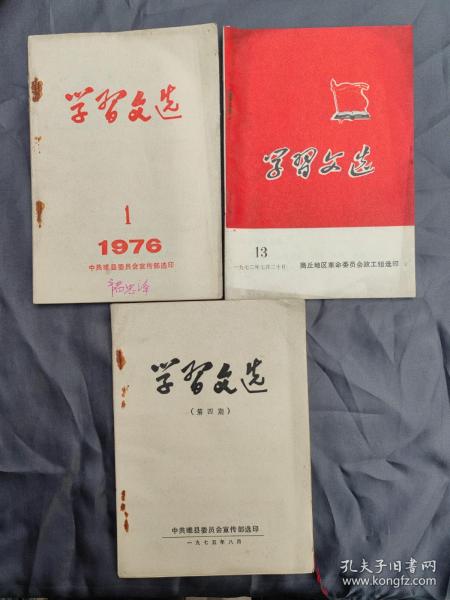 学習文选
1
1976
中共睢县委员会宣传部选印
学習文选
13
一九七二年七月二十日
商丘地区革命委员会政工组选印
学習文选
（第四期）
中共睢县委员会宣传部选印
一九七五年八月
孔夫子旧书网
www.kongfz.com